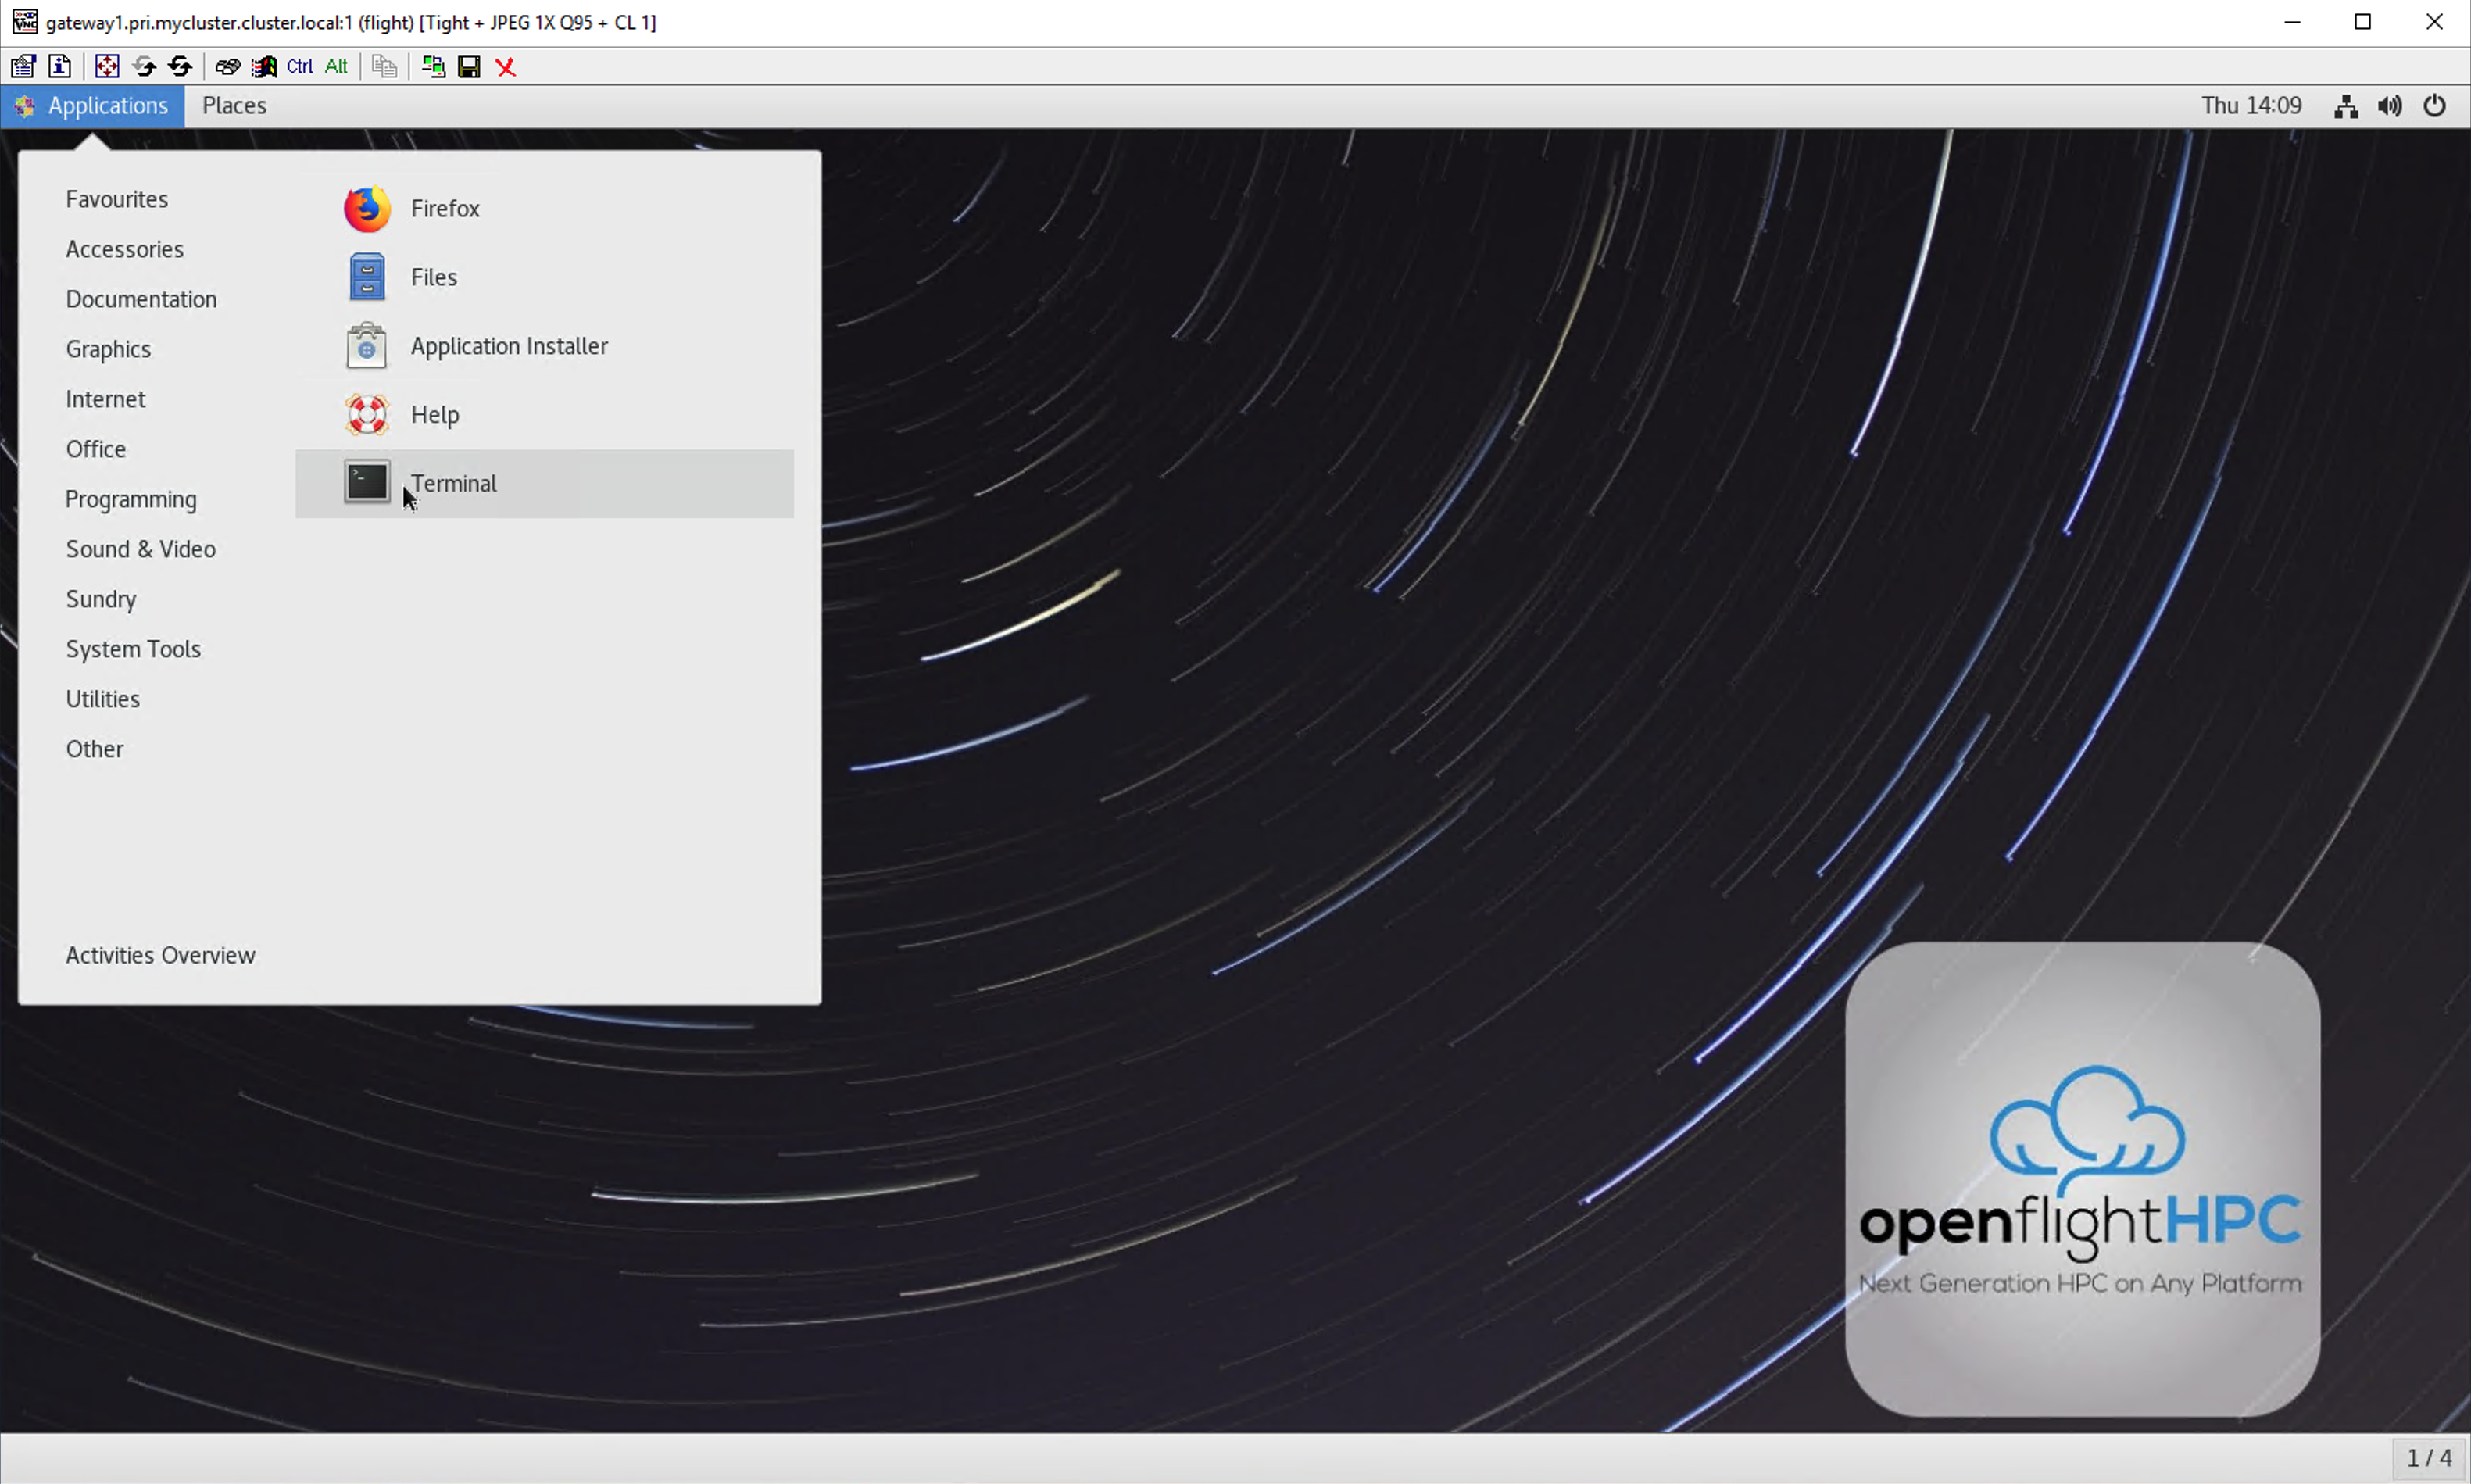 gateway1.pri.mycluster.cluster.local:1 (flight) [Tight + JPEG 1X Q95 + CL 1]
Ctrl Alt
Applications Places Thu 14:09
Favourites
Accessories
Documentation
Graphics
Internet
Office
Programming
Sound & Video
Sundry
System Tools
Utilities
Other
Activities Overview
Firefox
Files
Application Installer
Help
Terminal
openflightHPC
Next Generation HPC on Any Platform
1 / 4